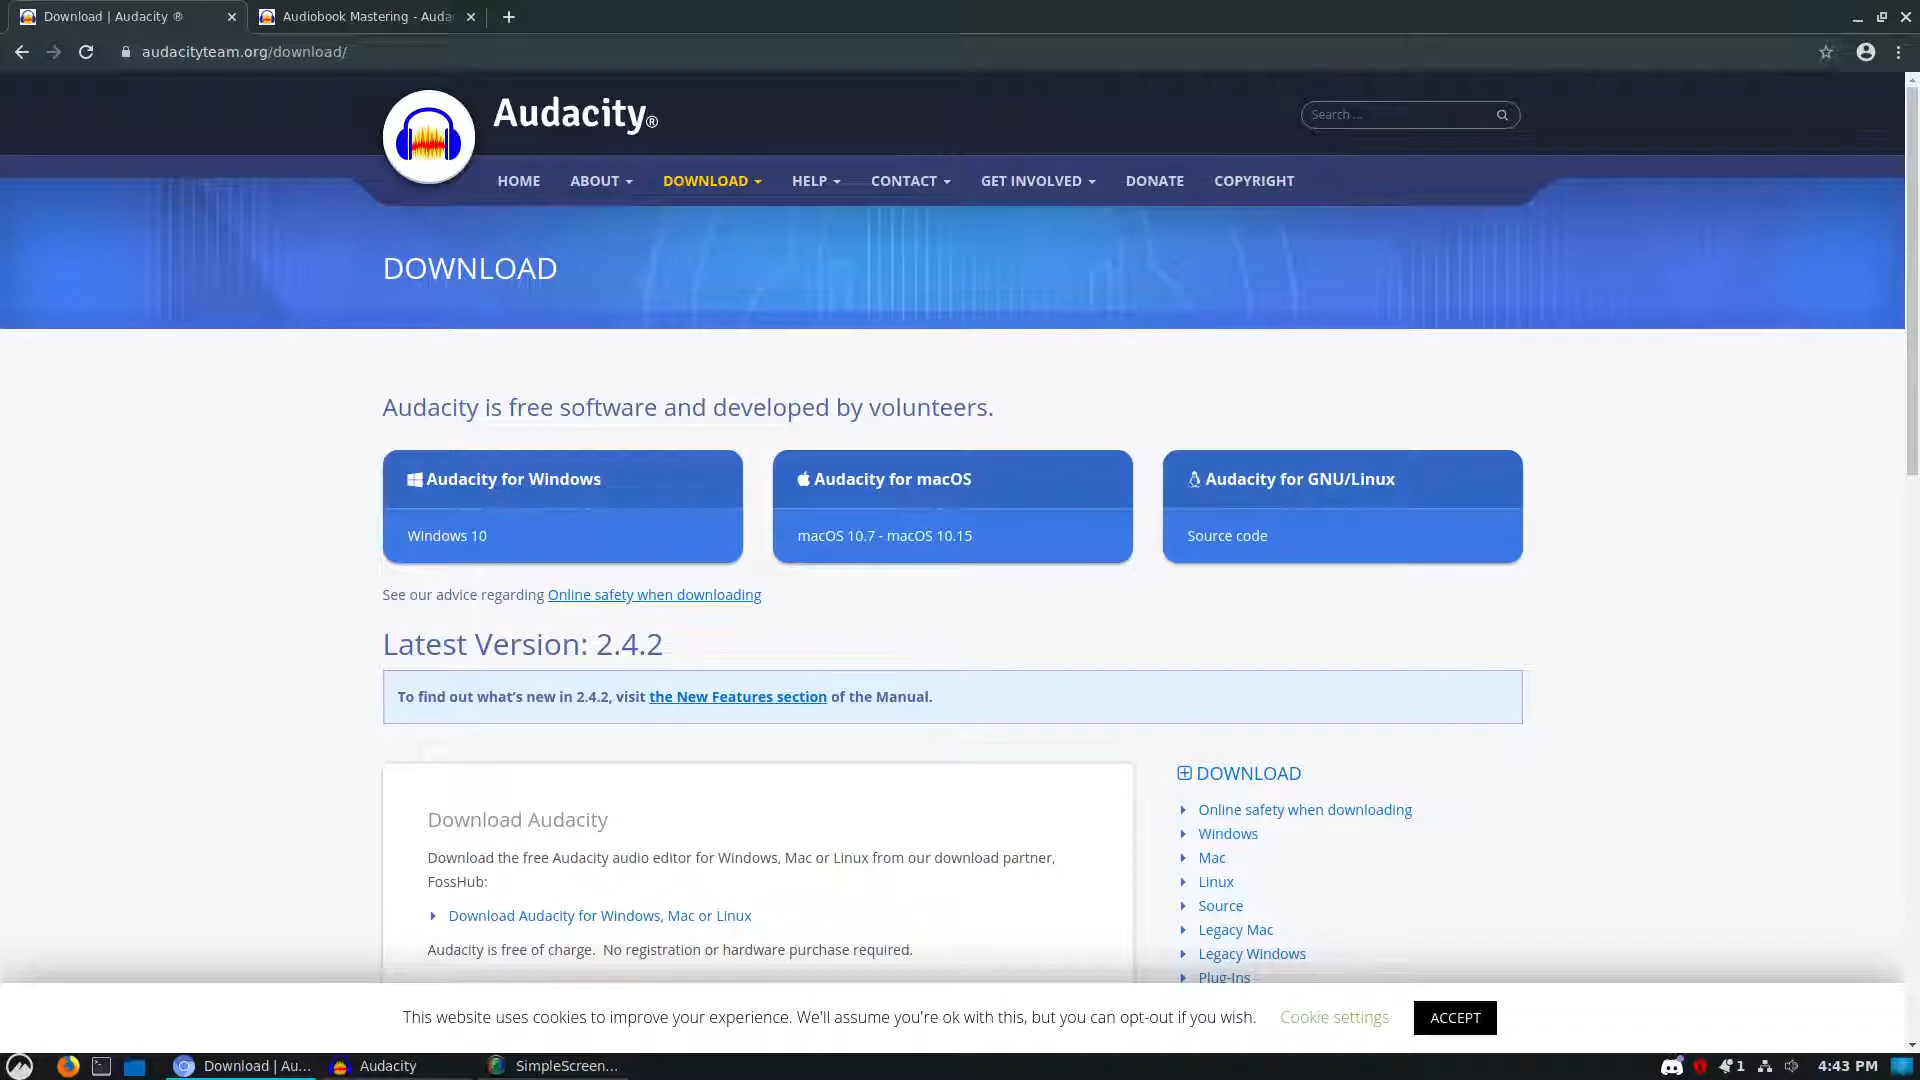 Download | Audacity ®
Audiobook Mastering - Auda
audacityteam.org/download/
Audacity®
Search ...
HOME
ABOUT
DOWNLOAD
HELP
CONTACT
GET INVOLVED
DONATE
COPYRIGHT
DOWNLOAD
Audacity is free software and developed by volunteers.
Audacity for Windows
Windows 10
Audacity for macOS
macOS 10.7 - macOS 10.15
Audacity for GNU/Linux
Source code
See our advice regarding Online safety when downloading
Latest Version: 2.4.2
To find out what's new in 2.4.2, visit the New Features section of the Manual.
Download Audacity
Download the free Audacity audio editor for Windows, Mac or Linux from our download partner,
FossHub:
Download Audacity for Windows, Mac or Linux
Audacity is free of charge. No registration or hardware purchase required.
DOWNLOAD
Online safety when downloading
Windows
Mac
Linux
Source
Legacy Mac
Legacy Windows
Plug-Ins
This website uses cookies to improve your experience. We'll assume you're ok with this, but you can opt-out if you wish.
Cookie settings
ACCEPT
Download | Au...
Audacity
SimpleScreen...
1
4:43 PM